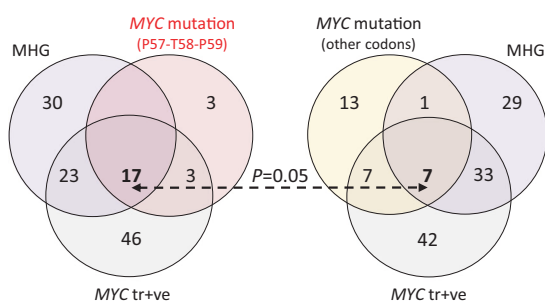 MYC mutation
(P57-T58-P59)
MHG
30
3
23
17
3
46
MYC tr+ve
P=0.05
MYC mutation
(other codons)
MHG
13
1
29
7
7
33
42
MYC tr+ve